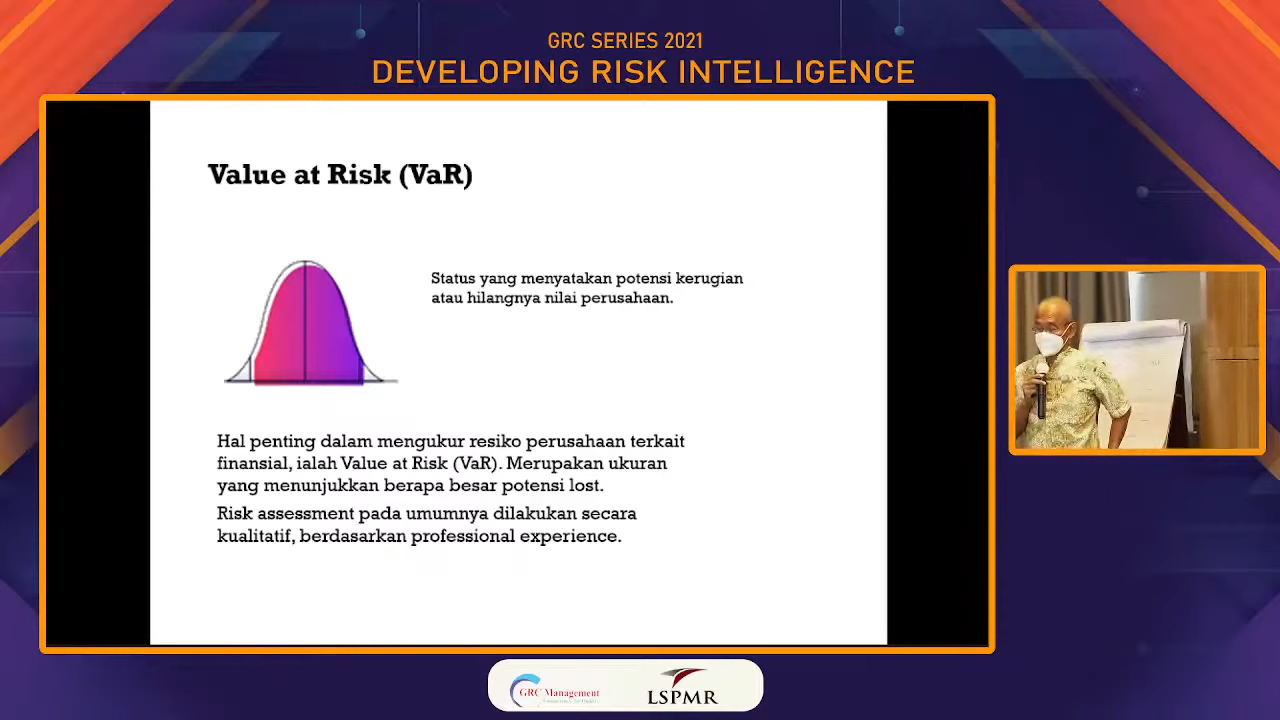 GRC SERIES 2021
DEVELOPING RISK INTELLIGENCE
Value at Risk (VaR)
Status yang menyatakan potensi kerugian
atau hilangnya nilai perusahaan.
Hal penting dalam mengukur resiko perusahaan terkait
finansial, ialah Value at Risk (VaR). Merupakan ukuran
yang menunjukkan berapa besar potensi lost.
Risk assessment pada umumnya dilakukan secara
kualitatif, berdasarkan professional experience.
GRC Management
LSPMR